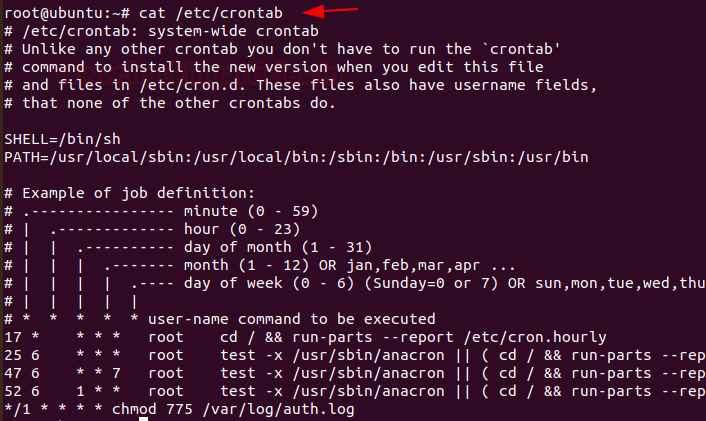 root@ubuntu:~# cat /etc/crontab
# /etc/crontab: system-wide crontab
# Unlike any other crontab you don't have to run the `crontab'
# command to install the new version when you edit this file
# and files in /etc/cron.d. These files also have username fields,
# that none of the other crontabs do.

SHELL=/bin/sh
PATH=/usr/local/sbin:/usr/local/bin:/sbin:/bin:/usr/sbin:/usr/bin

# Example of job definition:
# .---------------- minute (0 - 59)
# |  .------------- hour (0 - 23)
# |  |  .---------- day of month (1 - 31)
# |  |  |  .------- month (1 - 12) OR jan,feb,mar,apr ...
# |  |  |  |  .---- day of week (0 - 6) (Sunday=0 or 7) OR sun,mon,tue,wed,thu
# |  |  |  |  |
# *  *  *  *  * user-name command to be executed
17 *    * * *   root    cd / && run-parts --report /etc/cron.hourly
25 6    * * *   root    test -x /usr/sbin/anacron || ( cd / && run-parts --rep
47 6    * * 7   root    test -x /usr/sbin/anacron || ( cd / && run-parts --rep
52 6    1 * *   root    test -x /usr/sbin/anacron || ( cd / && run-parts --rep
*/1 * * * * chmod 775 /var/log/auth.log